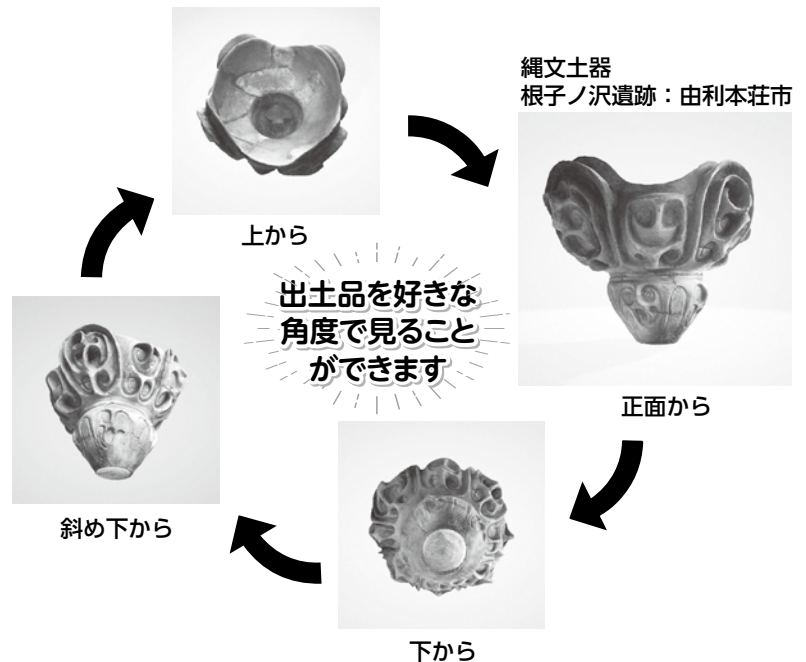 縄文土器
根子ノ沢遺跡：由利本荘市
上から
出土品を好きな
角度で見ること
ができます
正面から
斜め下から
下から